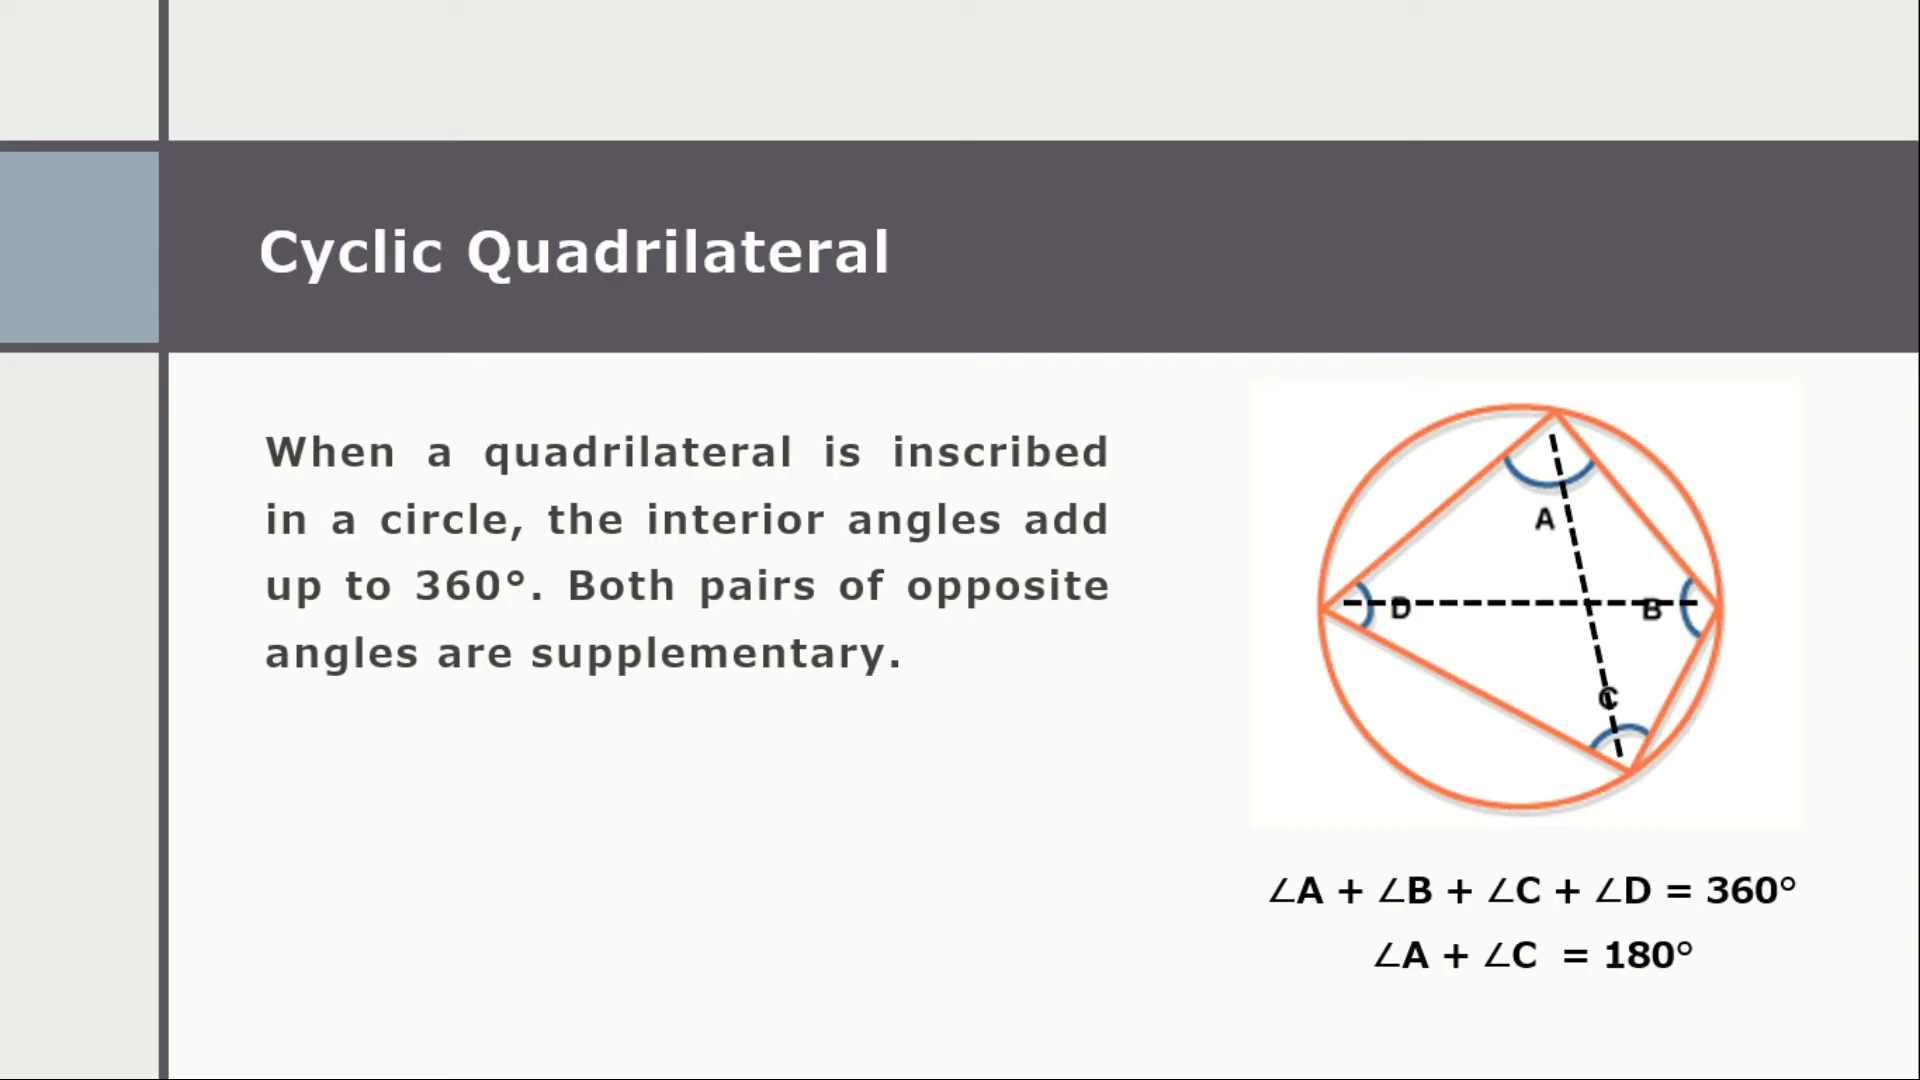 Cyclic Quadrilateral
When a quadrilateral is inscribed
in a circle, the interior angles add
up to 360°. Both pairs of opposite
angles are supplementary.
A
D
B
C
∠A + ∠B + ∠C + ∠D = 360°
∠A + ∠C = 180°